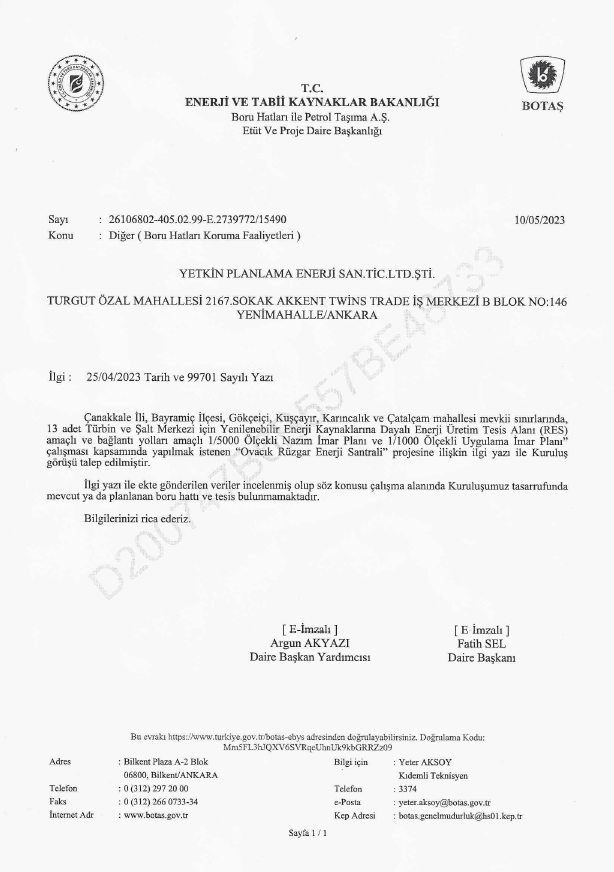 T.C.
ENERJİ VE TABİİ KAYNAKLAR BAKANLIĞI
Boru Hatları ile Petrol Taşıma A.Ş.
Etüt Ve Proje Daire Başkanlığı
BOTAŞ
Sayı : 26106802-405.02.99-E.2739772/15490 10/05/2023
Konu : Diğer ( Boru Hatları Koruma Faaliyetleri )
YETKİN PLANLAMA ENERJİ SAN.TİC.LTD.ŞTİ.
TURGUT ÖZAL MAHALLESİ 2167.SOKAK AKKENT TWINS TRADE İŞ MERKEZİ B BLOK NO:146
YENİMAHALLE/ANKARA
İlgi : 25/04/2023 Tarih ve 99701 Sayılı Yazı
Çanakkale İli, Bayramiç İlçesi, Gökçeiçi, Kuşçayır, Karıncalık ve Çatalçam mahallesi mevkii sınırlarında,
13 adet Türbin ve Şalt Merkezi için Yenilenebilir Enerji Kaynaklarına Dayalı Enerji Üretim Tesis Alanı (RES)
amaçlı ve bağlantı yolları amaçlı 1/5000 Ölçekli Nazım İmar Planı ve 1/1000 Ölçekli Uygulama İmar Planı”
çalışması kapsamında yapılmak istenen “Ovacık Rüzgar Enerji Santrali” projesine ilişkin ilgi yazı ile Kuruluş
görüşü talep edilmiştir.
İlgi yazı ile ekte gönderilen veriler incelenmiş olup söz konusu çalışma alanında Kuruluşumuz tasarrufunda
mevcut ya da planlanan boru hattı ve tesis bulunmamaktadır.
Bilgilerinizi rica ederiz.
[ E-İmzalı ] [ E İmzalı ]
Argun AKYAZI Fatih SEL
Daire Başkan Yardımcısı Daire Başkanı
Bu evrakı https://www.turkiye.gov.tr/botas-ebys adresinden doğrulayabilirsiniz. Doğrulama Kodu:
Mm5FL3hJQXV6SVRqeUhnUk9kbGRRZz09
Adres : Bilkent Plaza A-2 Blok Bilgi için : Yeter AKSOY
06800, Bilkent/ANKARA Kıdemli Teknisyen
Telefon : 0 (312) 297 20 00 Telefon : 3374
Faks : 0 (312) 266 0733-34 e-Posta : yeter.aksoy@botas.gov.tr
İnternet Adr : www.botas.gov.tr Kep Adresi : botas.genelmudurluk@hs01.kep.tr
Sayfa 1 / 1